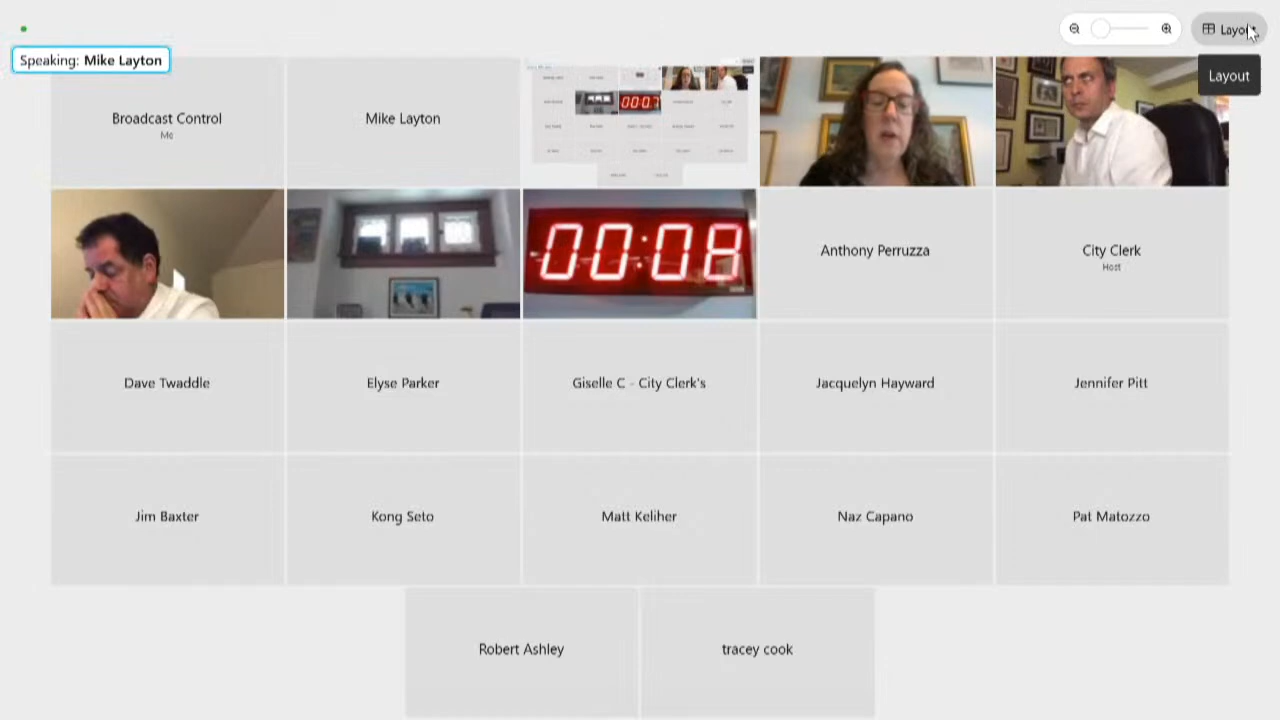 Layout
Speaking: Mike Layton
Layout
Broadcast Control
Me
Mike Layton
00:08
Anthony Perruzza
City Clerk
Host
Dave Twaddle
Elyse Parker
Giselle C - City Clerk's
Jacquelyn Hayward
Jennifer Pitt
Jim Baxter
Kong Seto
Matt Keliher
Naz Capano
Pat Matozzo
Robert Ashley
tracey cook